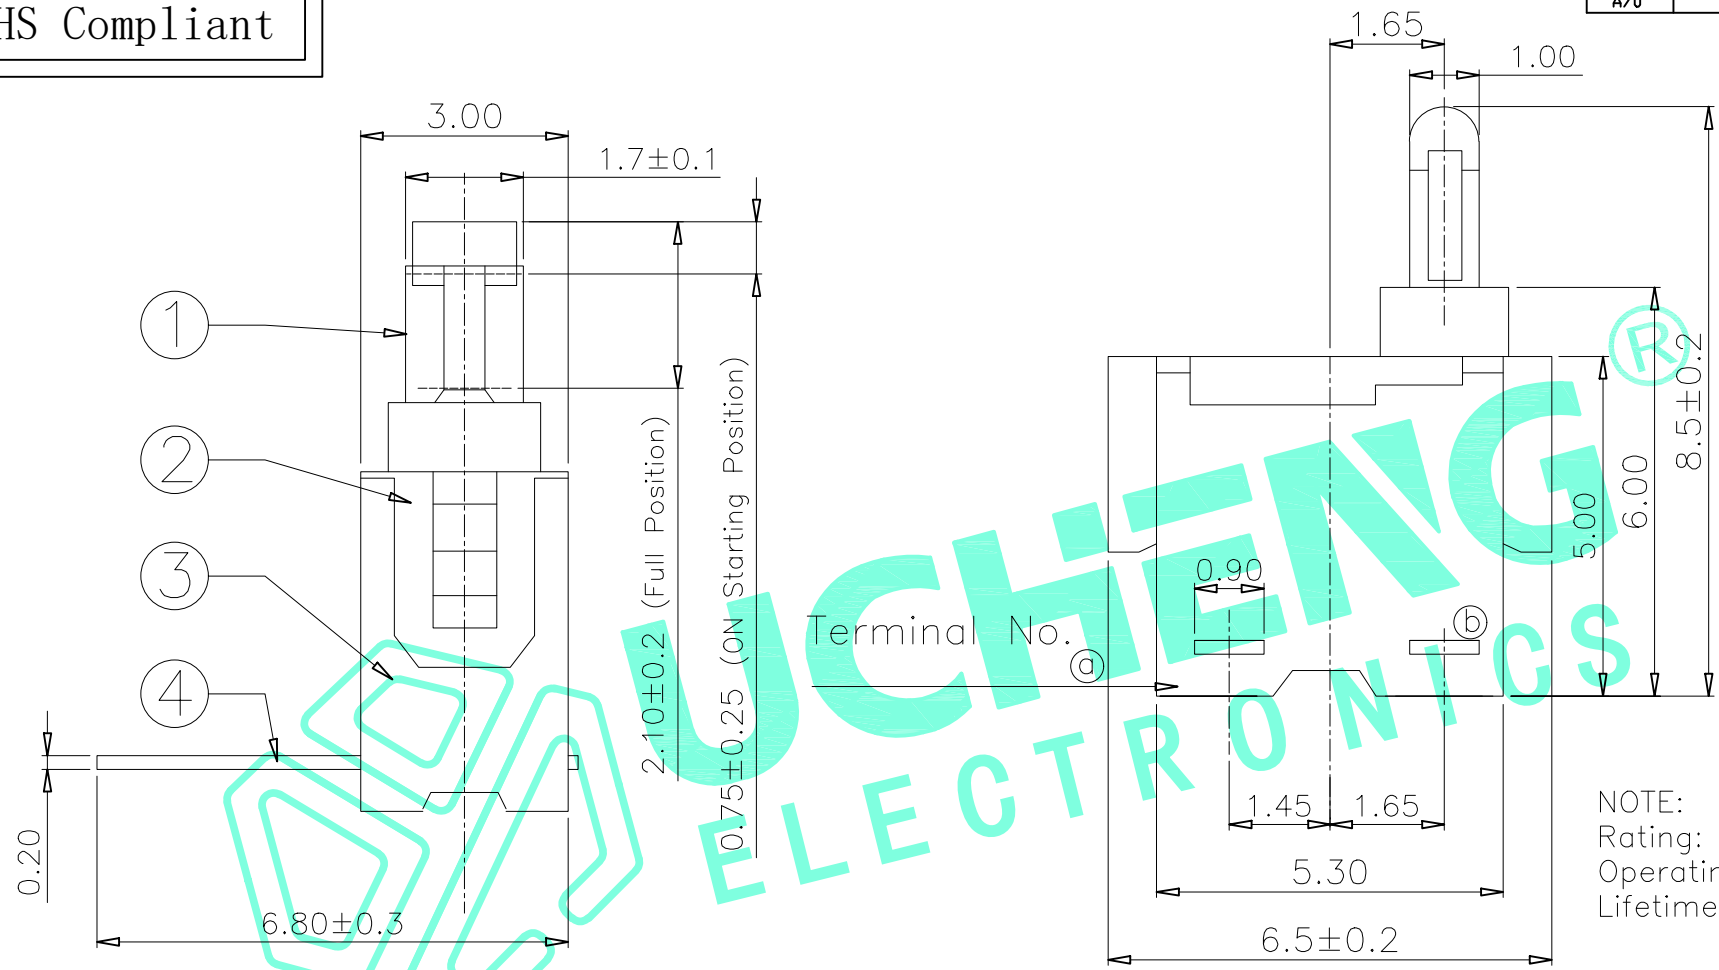 HS Compliant
A/0
1.65
1.00
3.00
1.7±0.1
1
2
3
4
2.10±0.2 (Full Position)
0.75±0.25 (ON Starting Position)
0.20
6.80±0.3
Terminal No.
a
b
0.90
5.00
6.00
8.5±0.2
1.45
1.65
5.30
6.5±0.2
UCHENG
®
ELECTRONICS
NOTE:
Rating:
Operatin
Lifetime